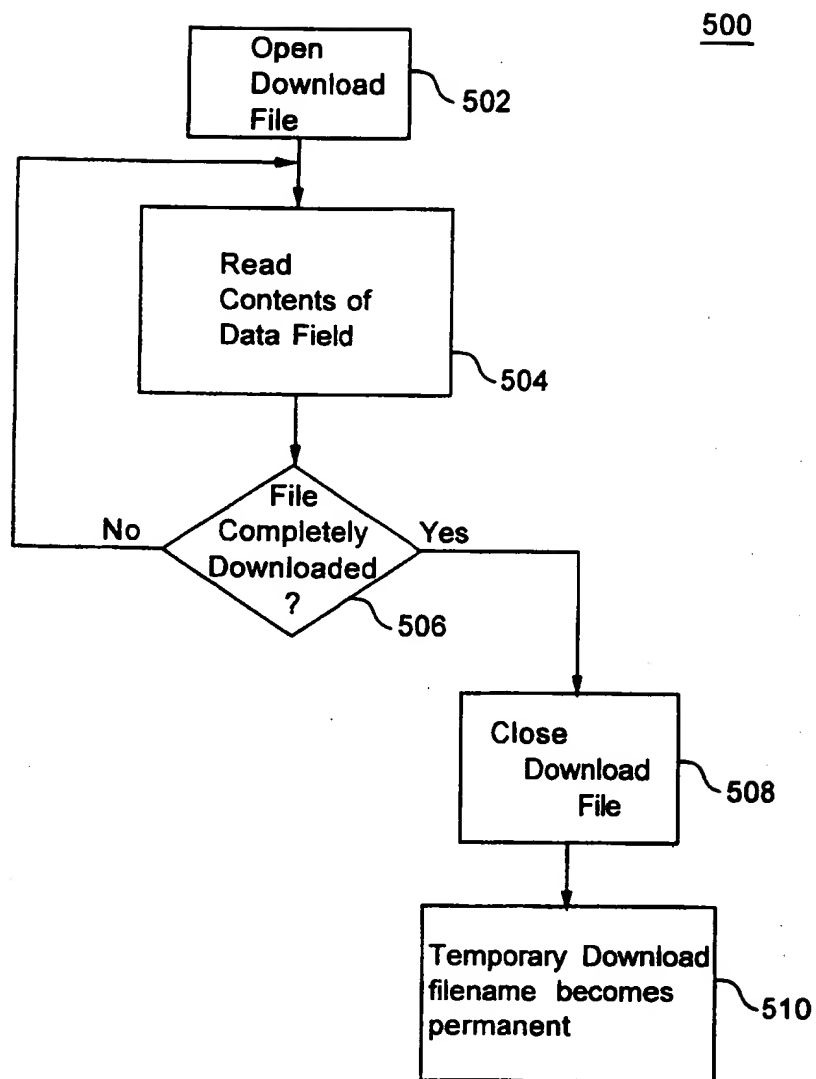 500
Open
Download
File
502
Read
Contents of
Data Field
504
File
Completely
Downloaded
?
No
Yes
506
Close
Download
File
508
Temporary Download
filename becomes
permanent
510